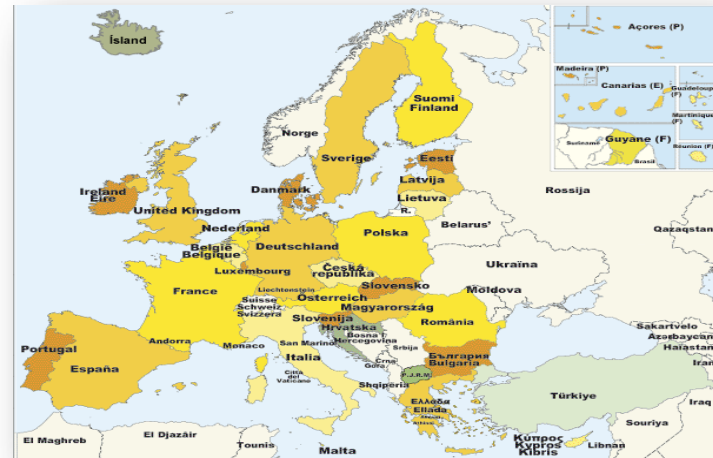 Ísland
Açores (P)
Madeira (P)
Canarias (E)
Guadeloupe
(F)
Martinique
(F)
Guyane (F)
Suriname
Brasil
Réunion (F)
Suomi
Finland
Norge
Sverige
Eesti
Latvija
Lietuva
R.
Danmark
Ireland
Éire
United Kingdom
Nederland
België
Belgique
Luxembourg
Deutschland
Polska
Belarus'
Rossija
Qazaqstan
Ukraïna
Moldova
Česká
republika
Slovensko
Liechtenstein
Österreich
Magyarország
France
Suisse
Schweiz
Svizzera
Slovenija
Hrvatska
Bosna i
Hercegovina
România
Srbija
Crna
Gora
България
Bulgaria
P.J.R.M.
Shqipëria
Monaco
San Marino
Italia
Città
del
Vaticano
Andorra
Portugal
España
Ελλάδα
Ellada
Sakartvelo
Azərbaycan
Haïastan
Iran
Iraq
Türkiye
Souriya
Κύπρος
Kypros
Kibris
Libnan
El Maghreb
El Djazâir
Tounis
Malta